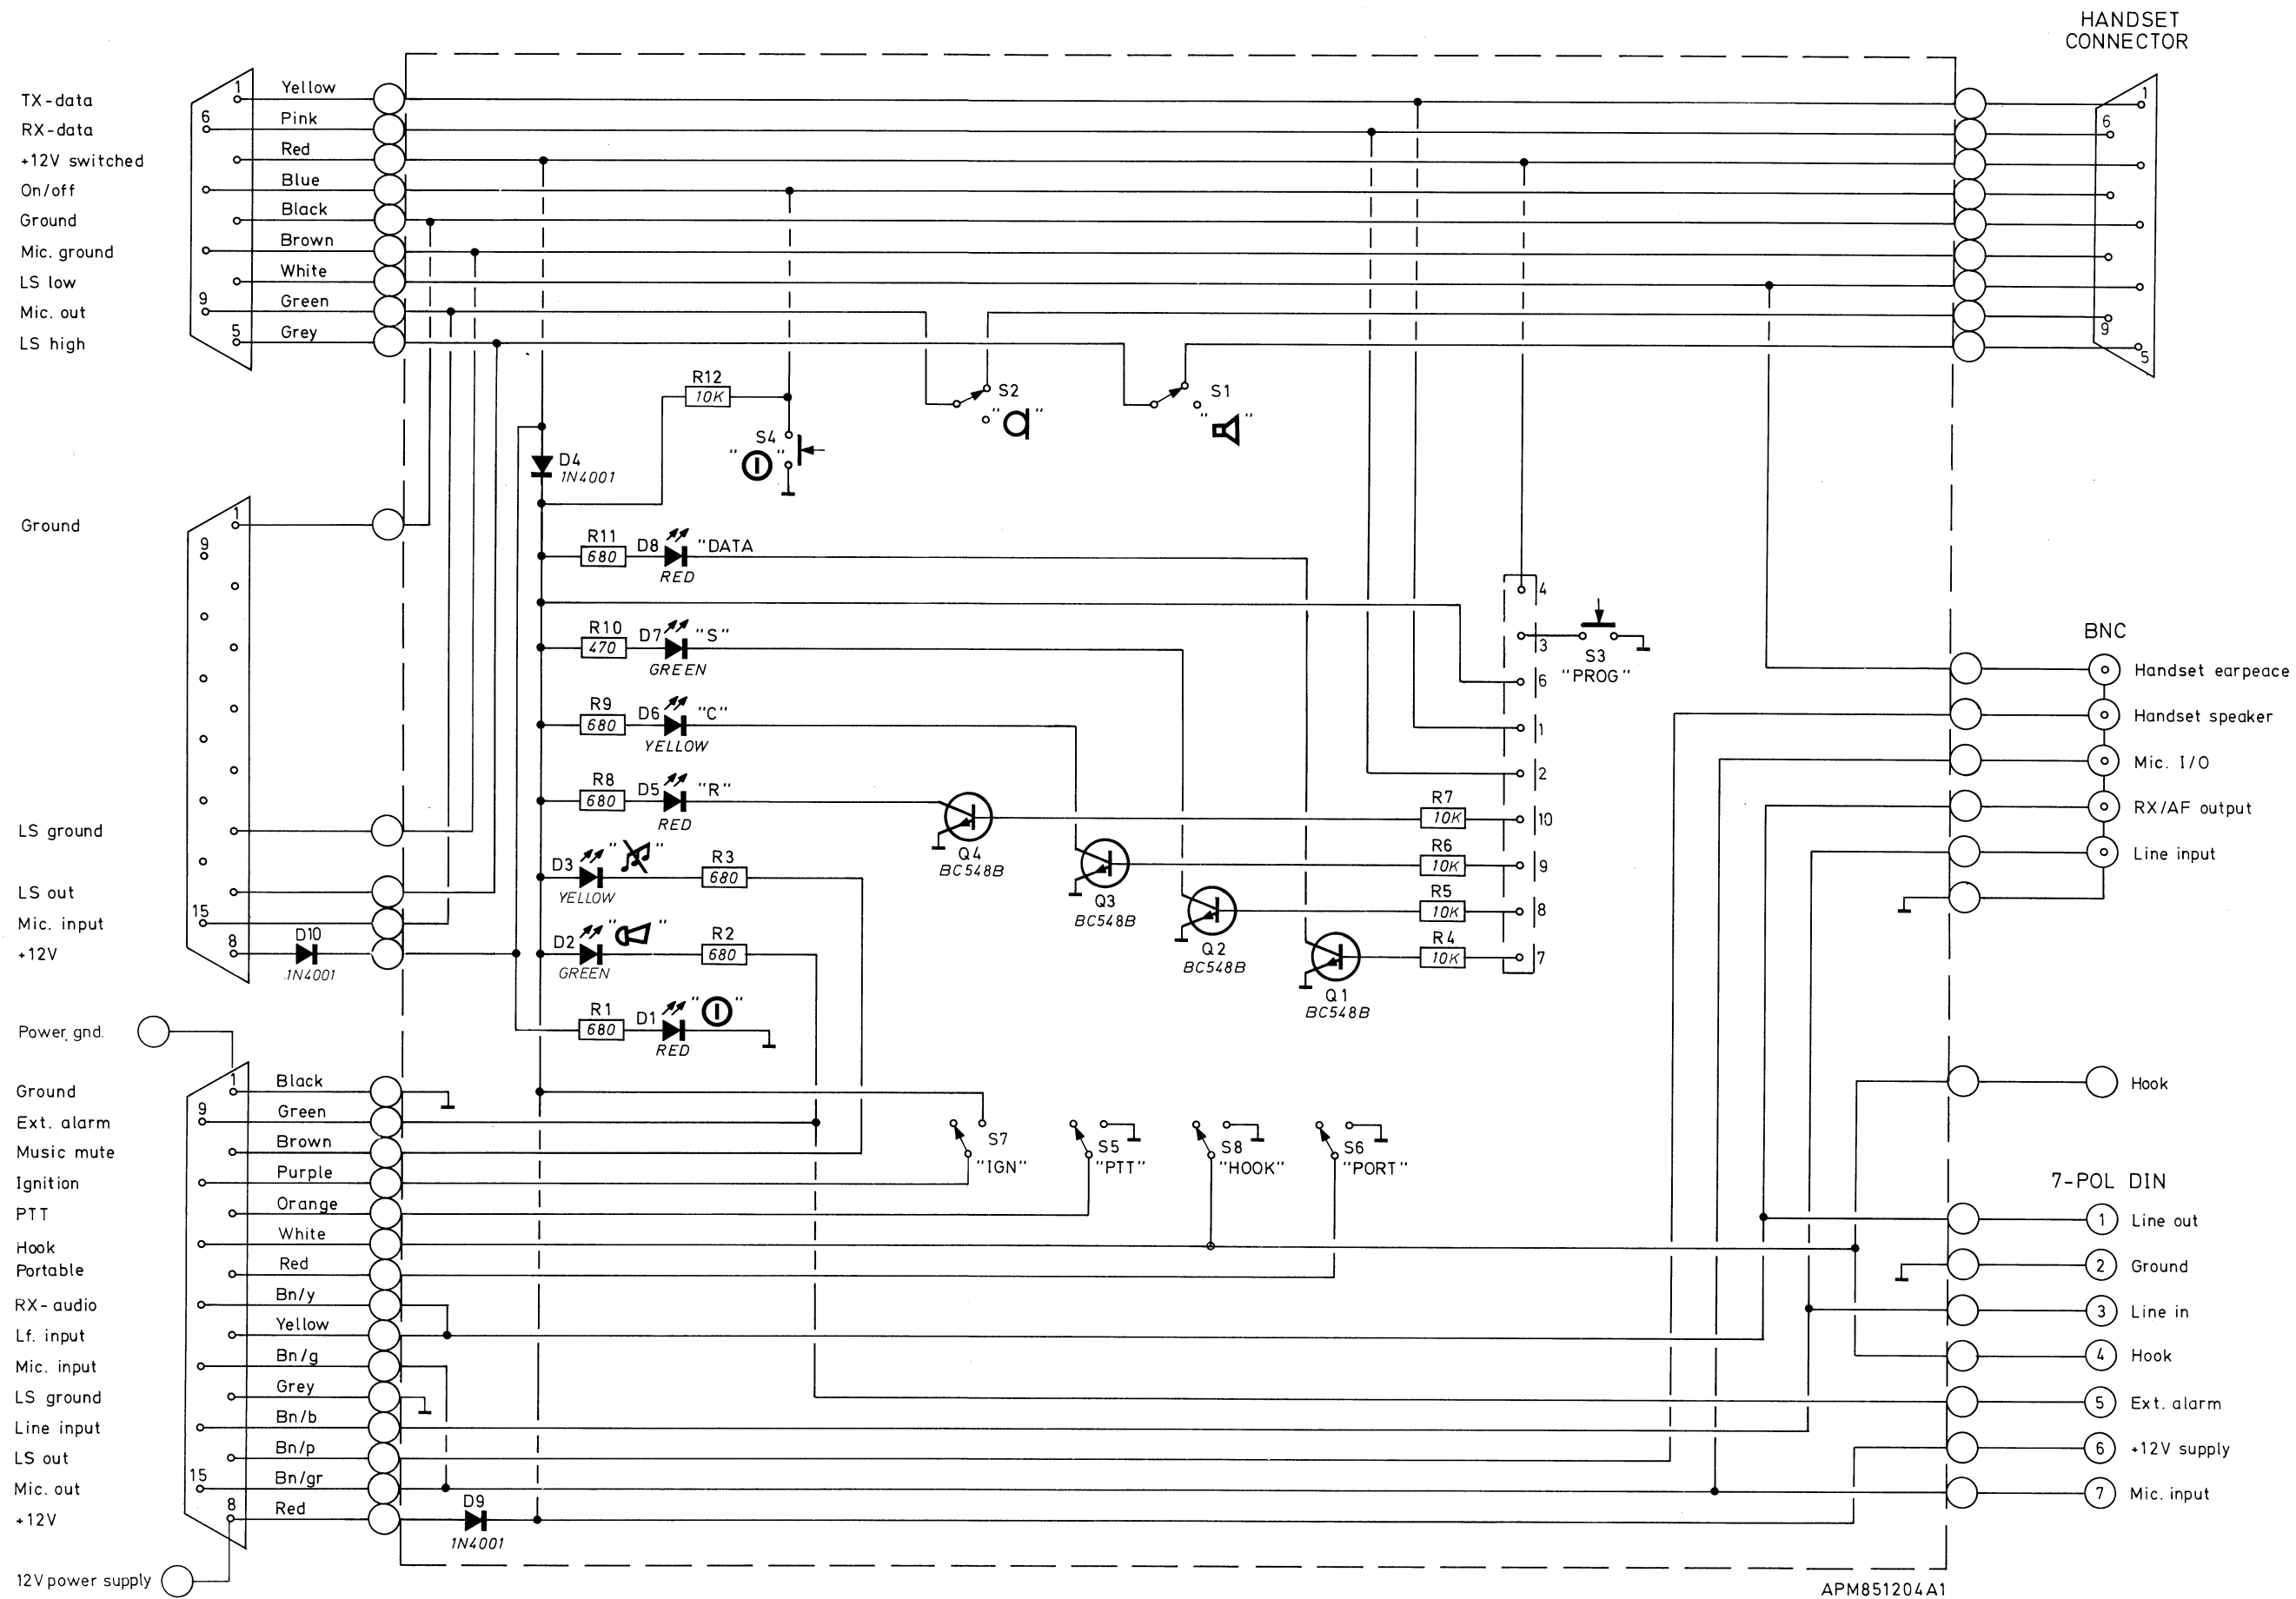 HANDSET
CONNECTOR
TX-data
1
Yellow
1
RX-data
6
Pink
6
+12V switched
Red
On/off
Blue
Ground
Black
Mic. ground
Brown
LS low
White
Mic. out
9
Green
9
LS high
5
Grey
5
R12
10K
S2
" "
S1
" "
S4
" "
D4
1N4001
Ground
1
9
R11
680
D8
"DATA
RED
4
R10
470
D7
"S"
GREEN
3
S3
"PROG"
BNC
6
Handset earpeace
R9
680
D6
"C"
YELLOW
1
Handset speaker
2
Mic. I/O
R8
680
D5
"R"
RED
R7
10K
10
RX/AF output
LS ground
Q4
BC548B
D3
" "
YELLOW
R3
680
R6
10K
9
Line input
LS out
Q3
BC548B
R5
10K
8
Mic. input
15
D2
" "
GREEN
R2
680
Q2
BC548B
R4
10K
7
+12V
8
D10
1N4001
Q1
BC548B
R1
680
D1
" "
RED
Power gnd.
Ground
1
Black
Hook
Ext. alarm
9
Green
Music mute
Brown
S7
"IGN"
S5
"PTT"
S8
"HOOK"
S6
"PORT"
Ignition
Purple
7-POL DIN
PTT
Orange
1
Line out
Hook
White
Portable
Red
2
Ground
RX-audio
Bn/y
3
Line in
Lf. input
Yellow
Mic. input
Bn/g
4
Hook
LS ground
Grey
5
Ext. alarm
Line input
Bn/b
LS out
Bn/p
6
+12V supply
Mic. out
15
Bn/gr
7
Mic. input
+12V
8
Red
D9
1N4001
12V power supply
APM851204A1